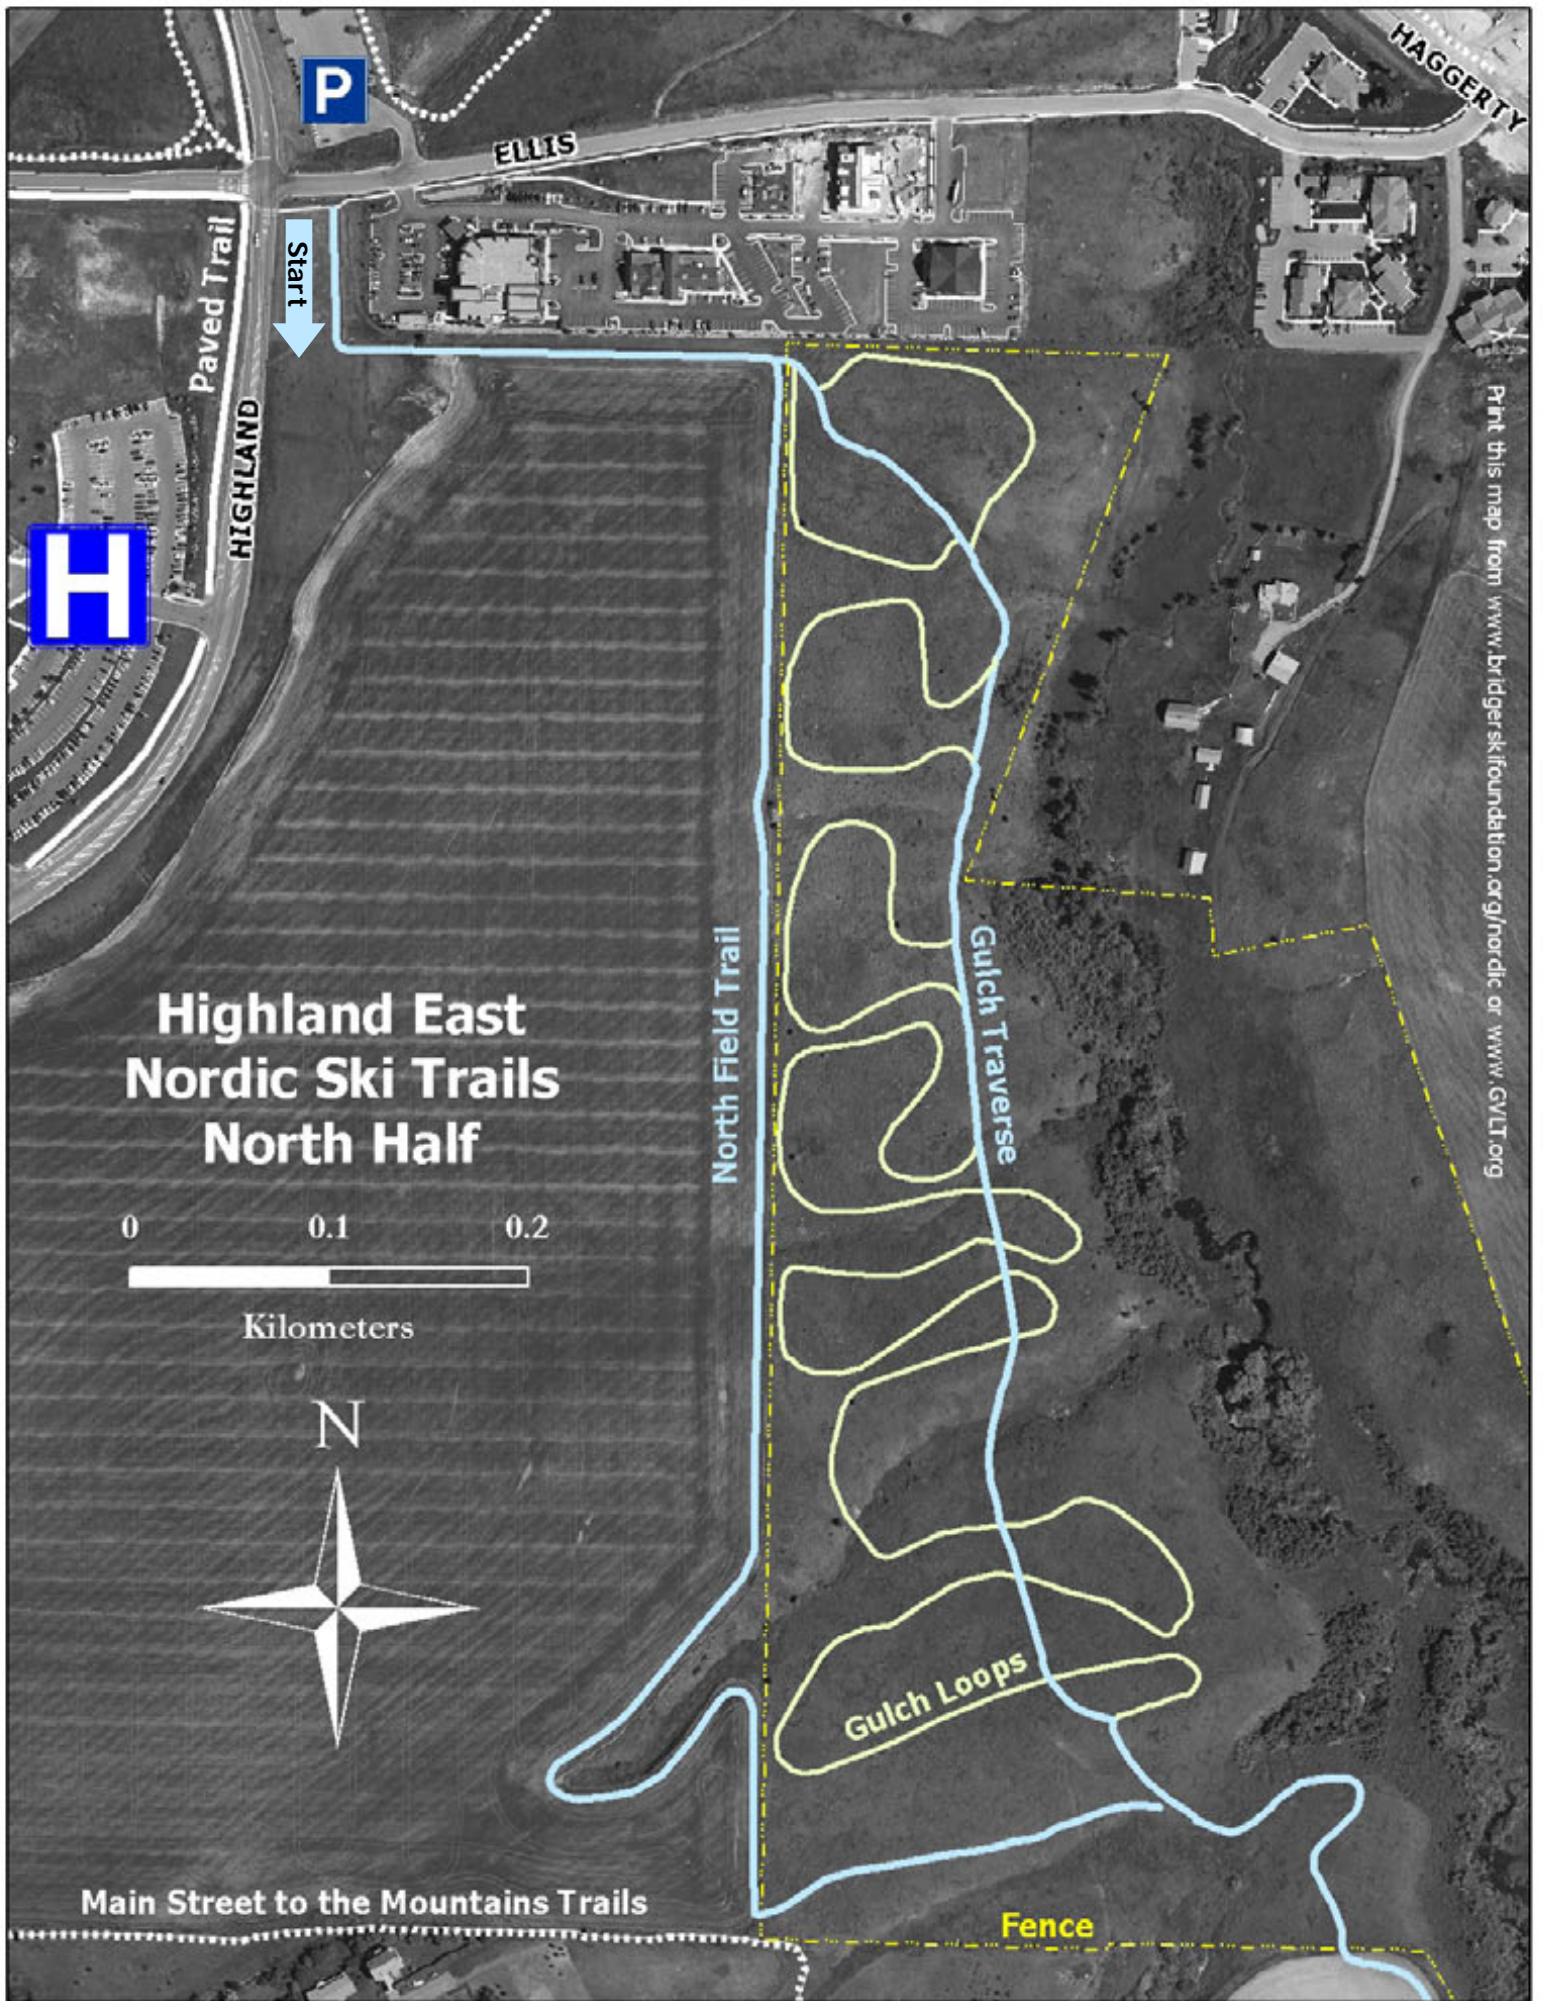 HAGGERTY
P
ELLIS
Start
Paved Trail
HIGHLAND
H
Print this map from www.bridgerskifoundation.org/nordic or www.GVLT.org
North Field Trail
Gulch Traverse
Highland East
Nordic Ski Trails
North Half
0 0.1 0.2
Kilometers
N
Gulch Loops
Main Street to the Mountains Trails
Fence